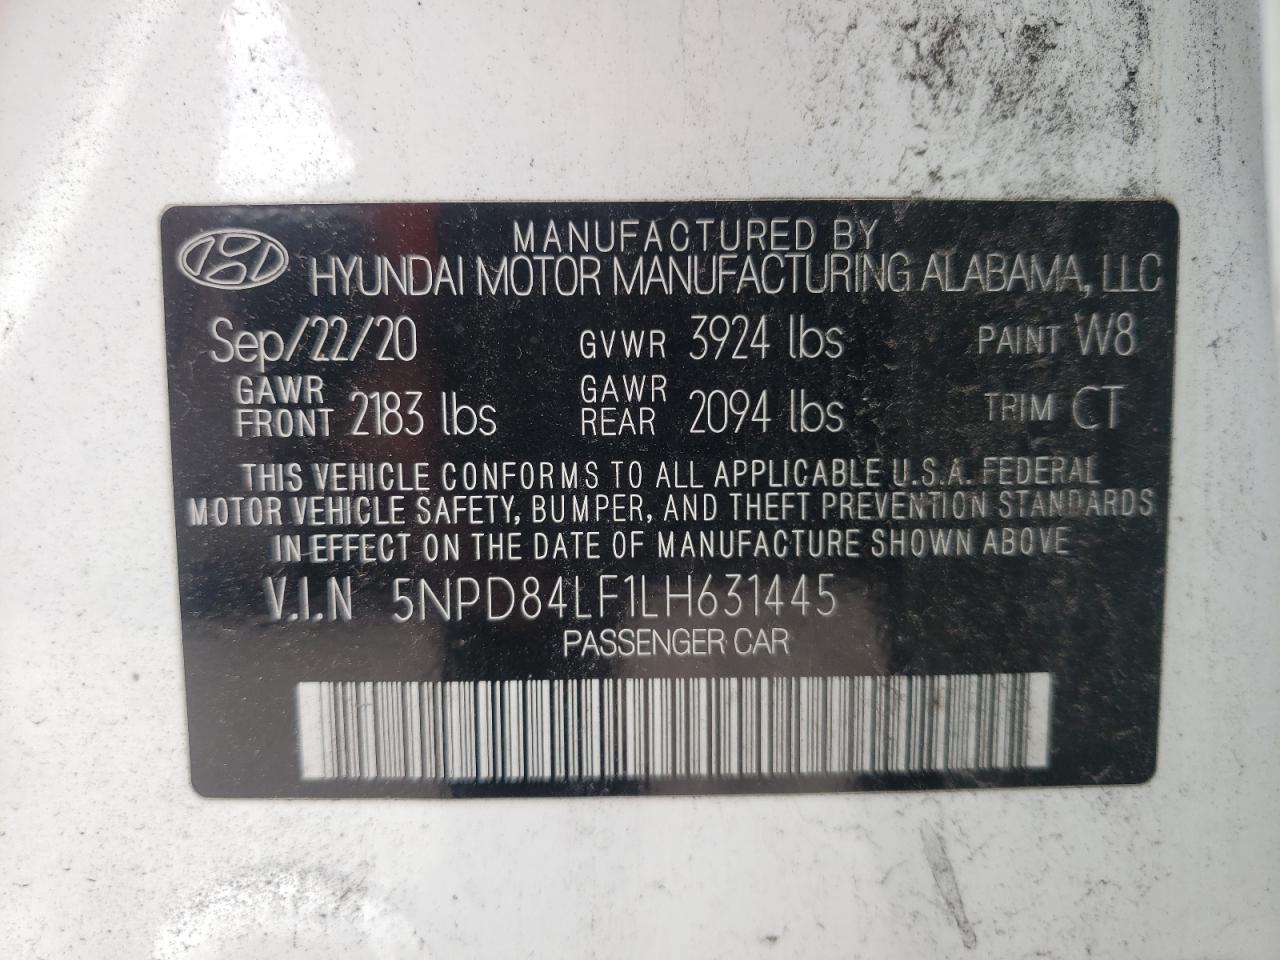 MANUFACTURED BY
HYUNDAI MOTOR MANUFACTURING ALABAMA, LLC
Sep/22/20 GVWR 3924 lbs PAINT W8
GAWR FRONT 2183 lbs GAWR REAR 2094 lbs TRIM CT
THIS VEHICLE CONFORMS TO ALL APPLICABLE U.S.A. FEDERAL
MOTOR VEHICLE SAFETY, BUMPER, AND THEFT PREVENTION STANDARDS
IN EFFECT ON THE DATE OF MANUFACTURE SHOWN ABOVE
V.I.N 5NPD84LF1LH631445
PASSENGER CAR